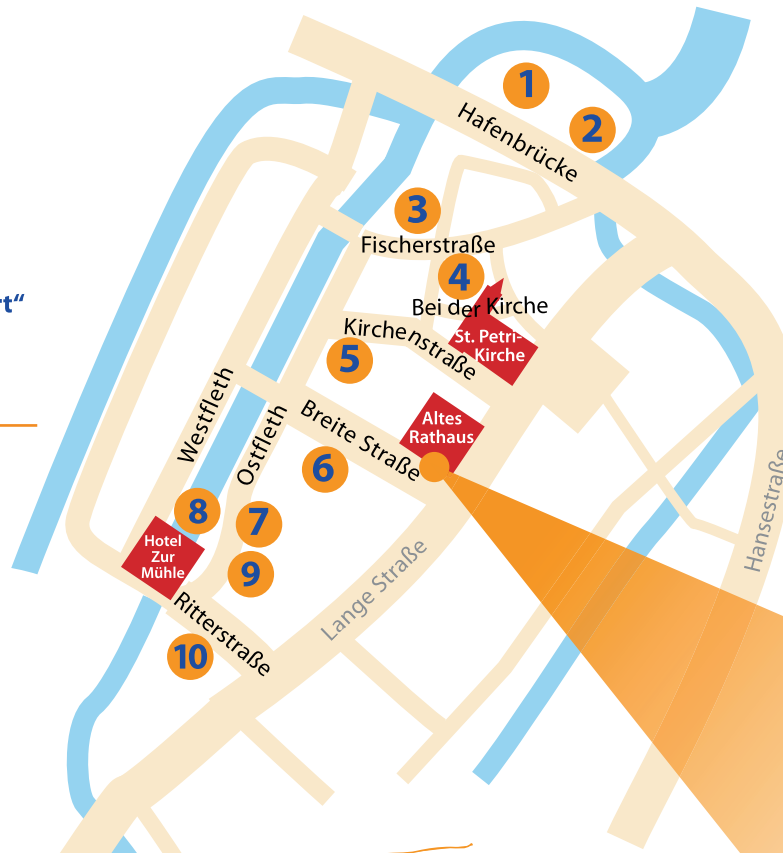 1
2
Hafenbrücke
3
Fischerstraße
4
Bei der Kirche
rt“
Kirchenstraße
St. Petri-
Kirche
5
Westfleth
Ostfleth
Breite Straße
Altes
Rathaus
6
Hansestraße
8
7
Hotel
Zur
Mühle
9
Lange Straße
Ritterstraße
10